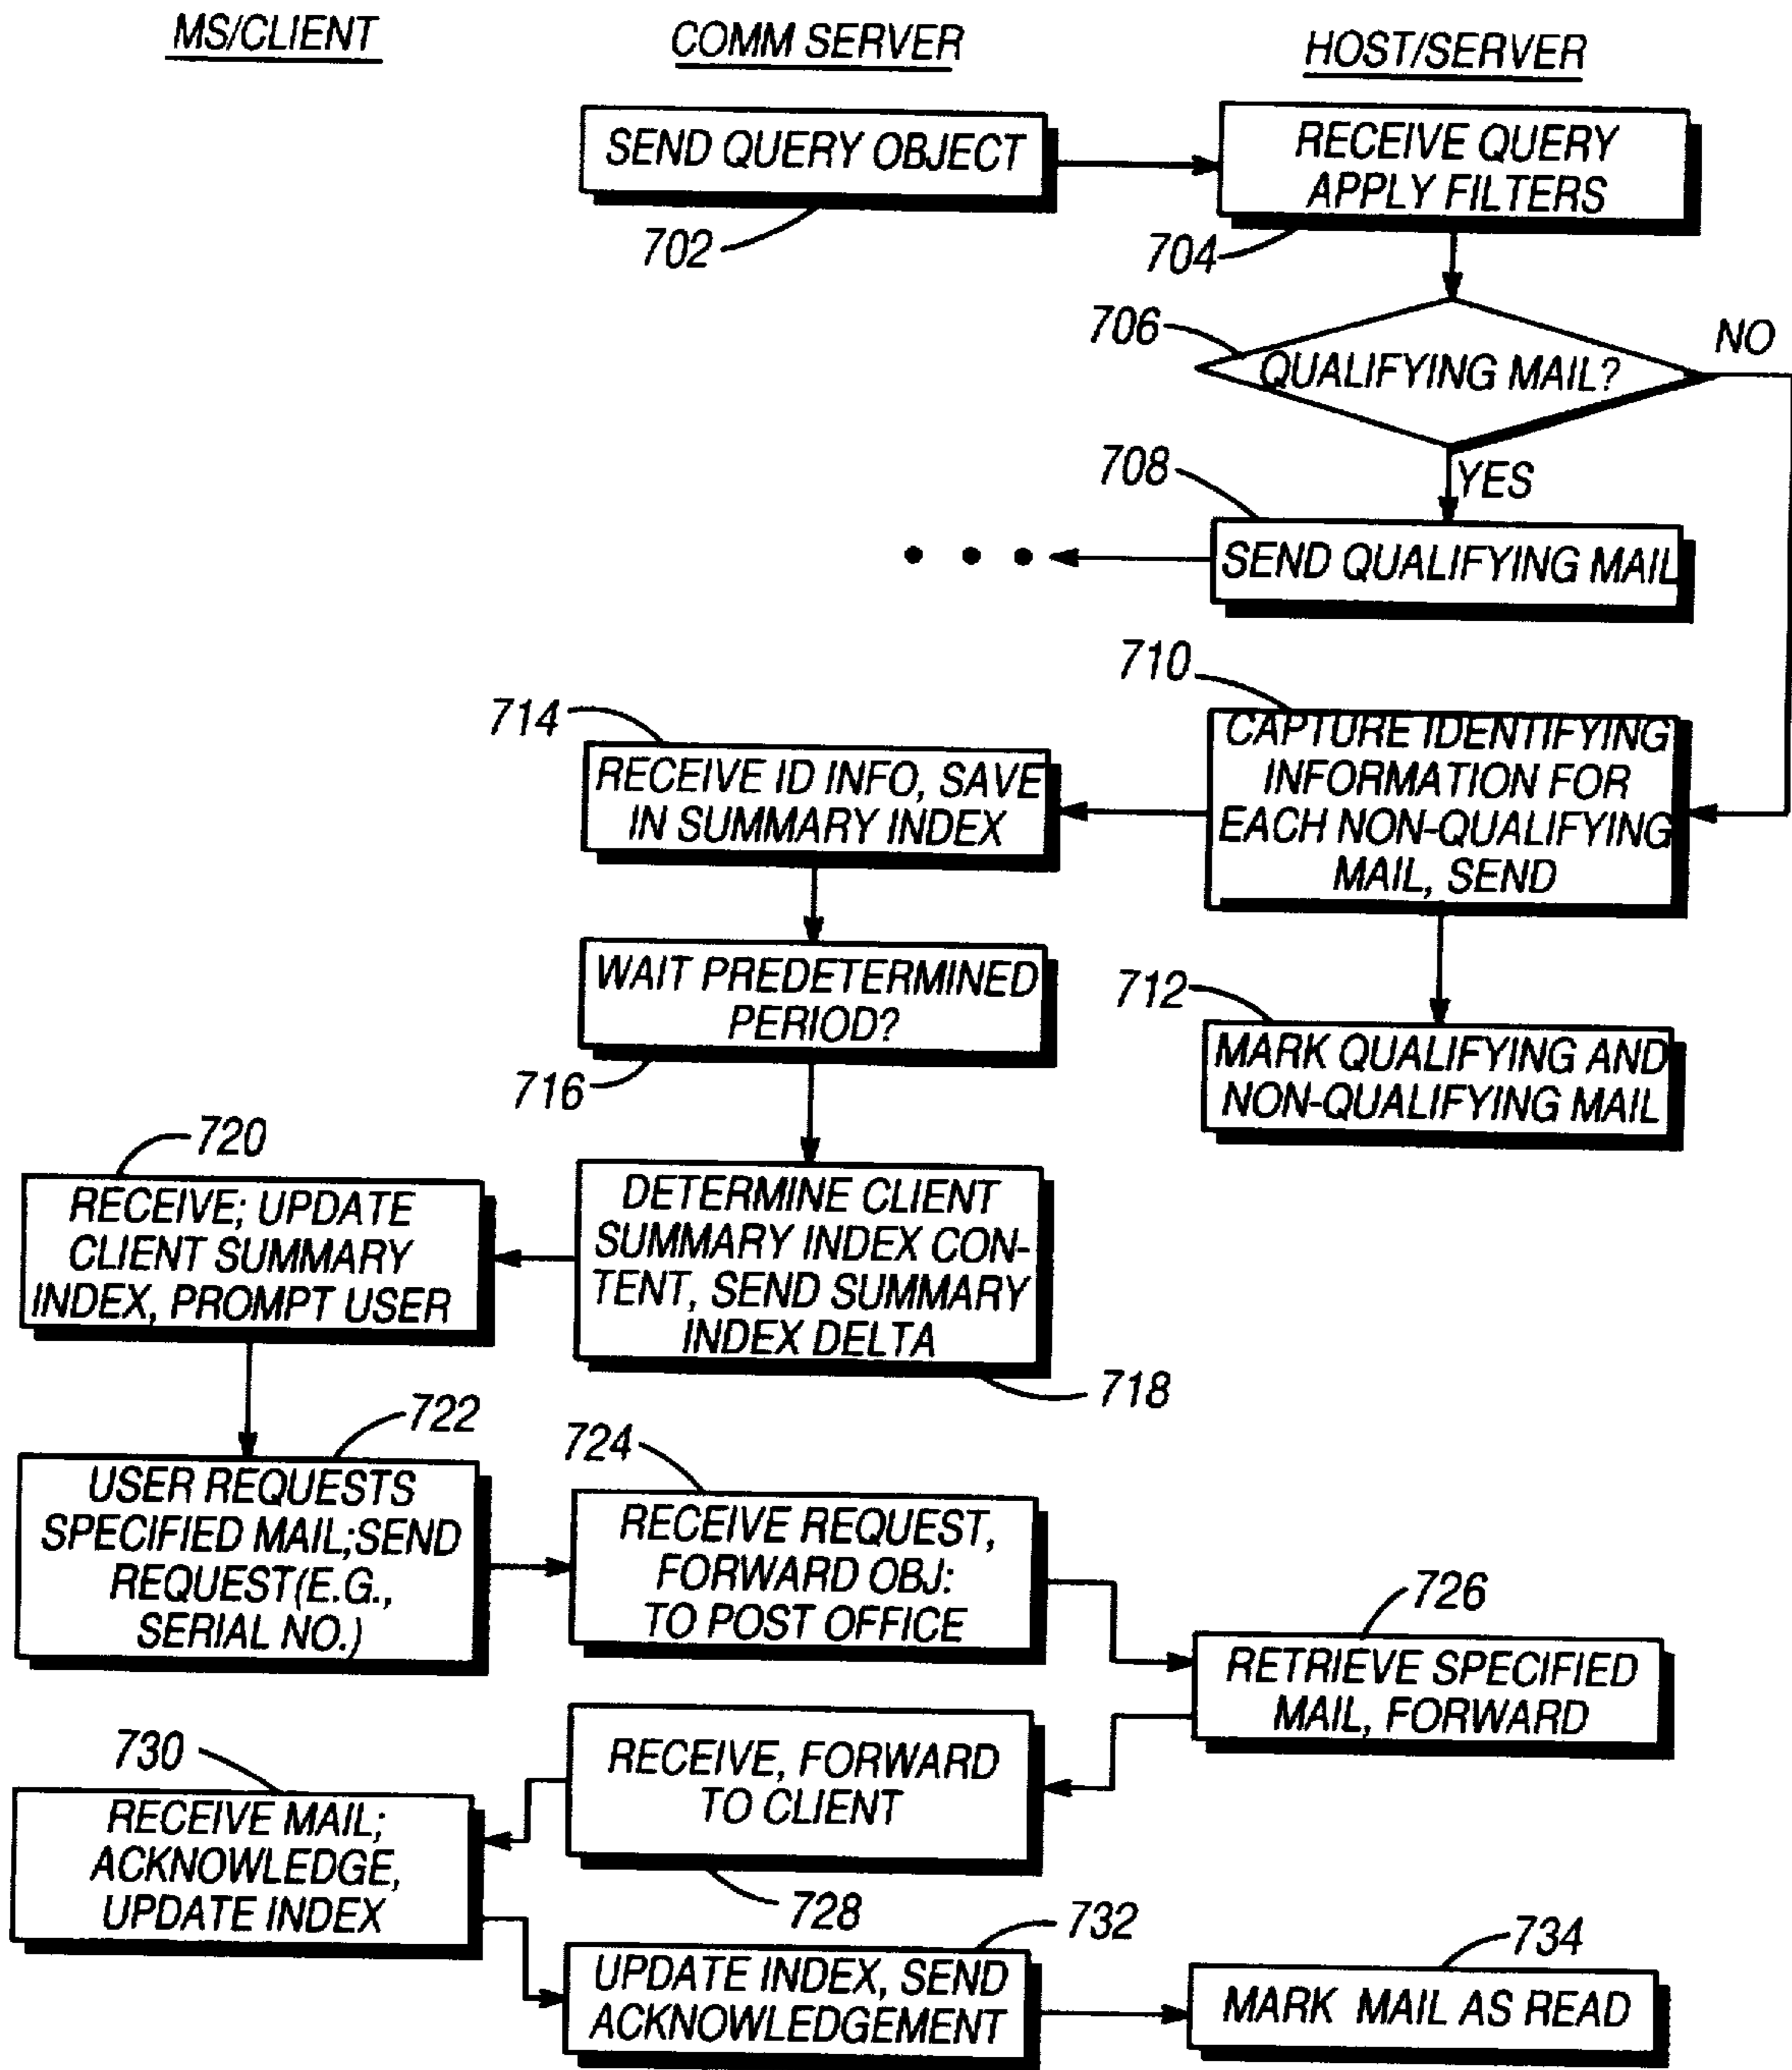 MS/CLIENT
COMM SERVER
HOST/SERVER
SEND QUERY OBJECT
702
RECEIVE QUERY
APPLY FILTERS
704
706
QUALIFYING MAIL?
NO
YES
708
SEND QUALIFYING MAIL
710
CAPTURE IDENTIFYING
INFORMATION FOR
EACH NON-QUALIFYING
MAIL, SEND
714
RECEIVE ID INFO, SAVE
IN SUMMARY INDEX
WAIT PREDETERMINED
PERIOD?
716
712
MARK QUALIFYING AND
NON-QUALIFYING MAIL
720
RECEIVE; UPDATE
CLIENT SUMMARY
INDEX, PROMPT USER
DETERMINE CLIENT
SUMMARY INDEX CON-
TENT, SEND SUMMARY
INDEX DELTA
718
722
USER REQUESTS
SPECIFIED MAIL;SEND
REQUEST(E.G.,
SERIAL NO.)
724
RECEIVE REQUEST,
FORWARD OBJ:
TO POST OFFICE
726
RETRIEVE SPECIFIED
MAIL, FORWARD
RECEIVE, FORWARD
TO CLIENT
728
730
RECEIVE MAIL;
ACKNOWLEDGE,
UPDATE INDEX
732
UPDATE INDEX, SEND
ACKNOWLEDGEMENT
734
MARK MAIL AS READ